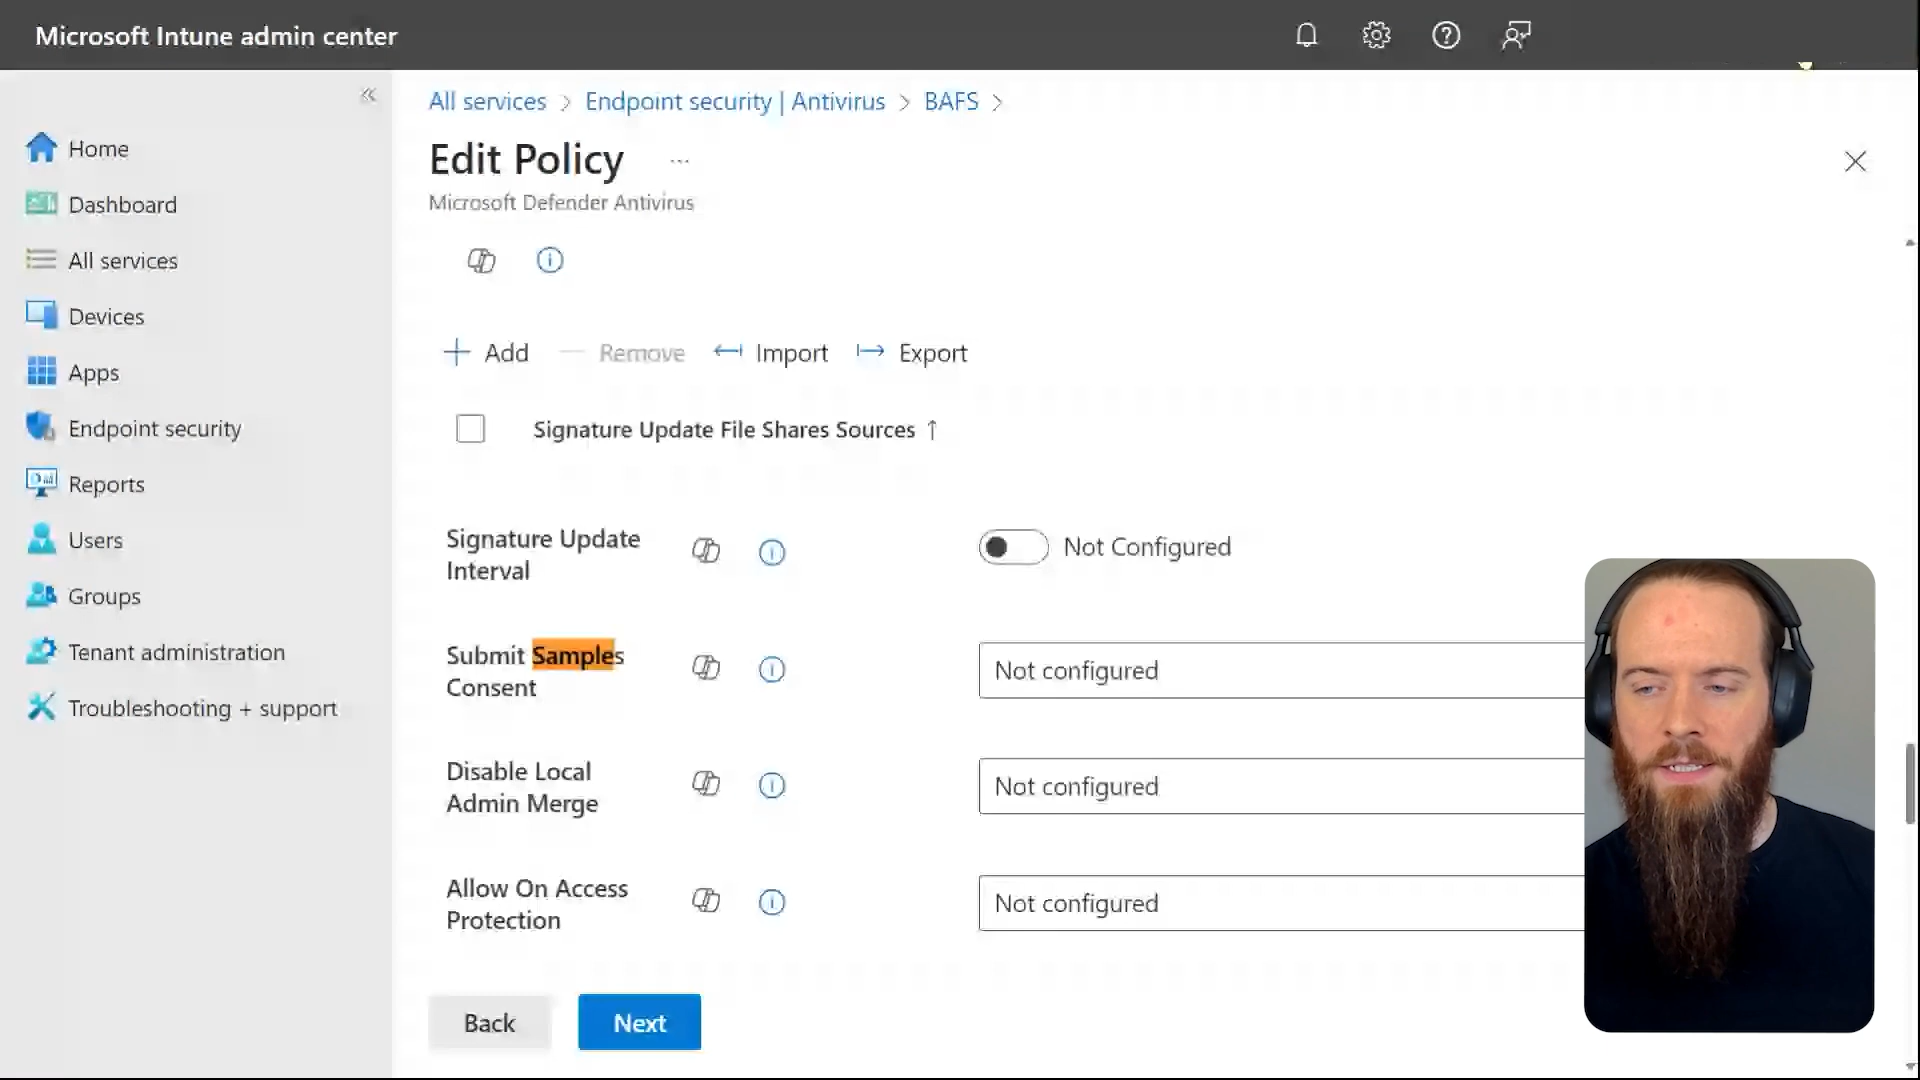 Microsoft Intune admin center
All services > Endpoint security | Antivirus > BAFS >
Home
Dashboard
All services
Devices
Apps
Endpoint security
Reports
Users
Groups
Tenant administration
Troubleshooting + support
Edit Policy ...
Microsoft Defender Antivirus
Add Remove Import Export
Signature Update File Shares Sources ↑
Signature Update
Interval
Not Configured
Submit Samples
Consent
Not configured
Disable Local
Admin Merge
Not configured
Allow On Access
Protection
Not configured
Back
Next